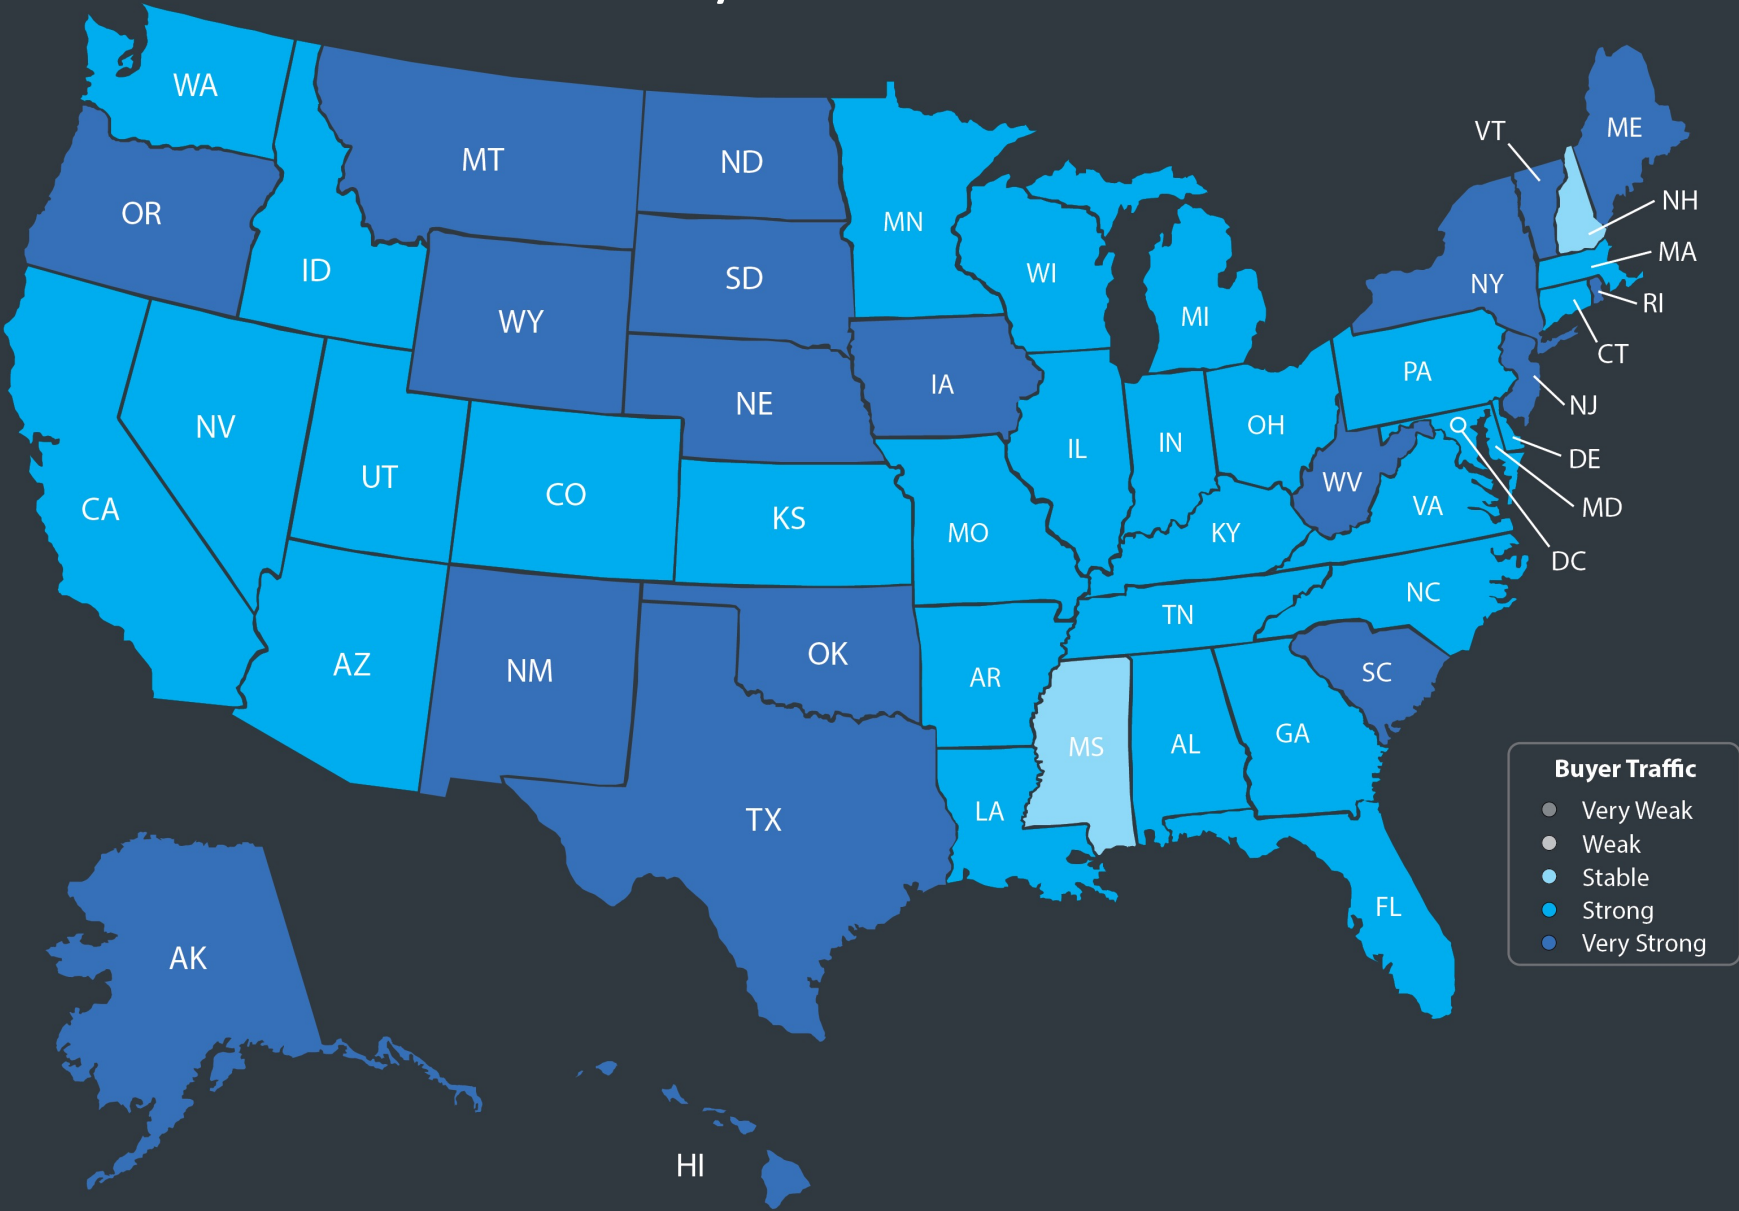 WA
ME
VT
MT
ND
NH
OR
MN
MA
ID
WI
SD
NY
RI
WY
MI
CT
PA
IA
NE
NJ
NV
OH
IN
IL
DE
UT
WV
CO
VA
CA
MD
KS
MO
KY
DC
NC
TN
OK
AZ
NM
SC
AR
GA
AL
MS
LA
TX
FL
AK
HI
Buyer Traffic
Very Weak
Weak
Stable
Strong
Very Strong